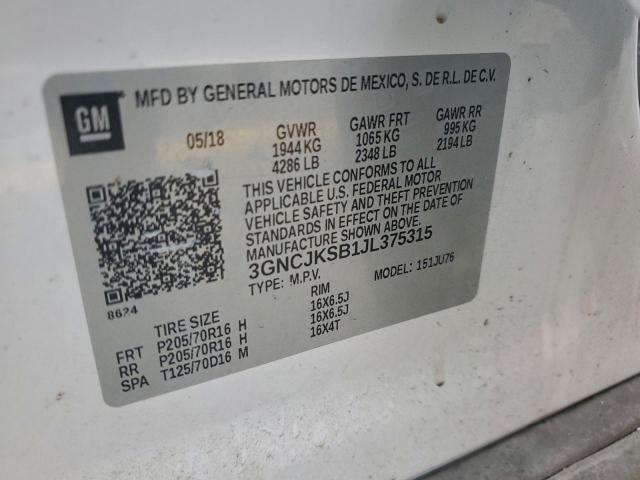 GM
MFD BY GENERAL MOTORS DE MEXICO, S. DE R.L. DE C.V.
05/18 GVWR GAWR FRT GAWR RR
1944 KG 1065 KG 995 KG
4286 LB 2348 LB 2194 LB
THIS VEHICLE CONFORMS TO ALL
APPLICABLE U.S. FEDERAL MOTOR
VEHICLE SAFETY AND THEFT PREVENTION
STANDARDS IN EFFECT ON THE DATE OF
MANUFACTURE SHOWN ABOVE.
3GNCJKSB1JL375315
TYPE: M.P.V. MODEL: 151JU76
8624
TIRE SIZE RIM
FRT P205/70R16 H 16X6.5J
RR P205/70R16 H 16X6.5J
SPA T125/70D16 M 16X4T